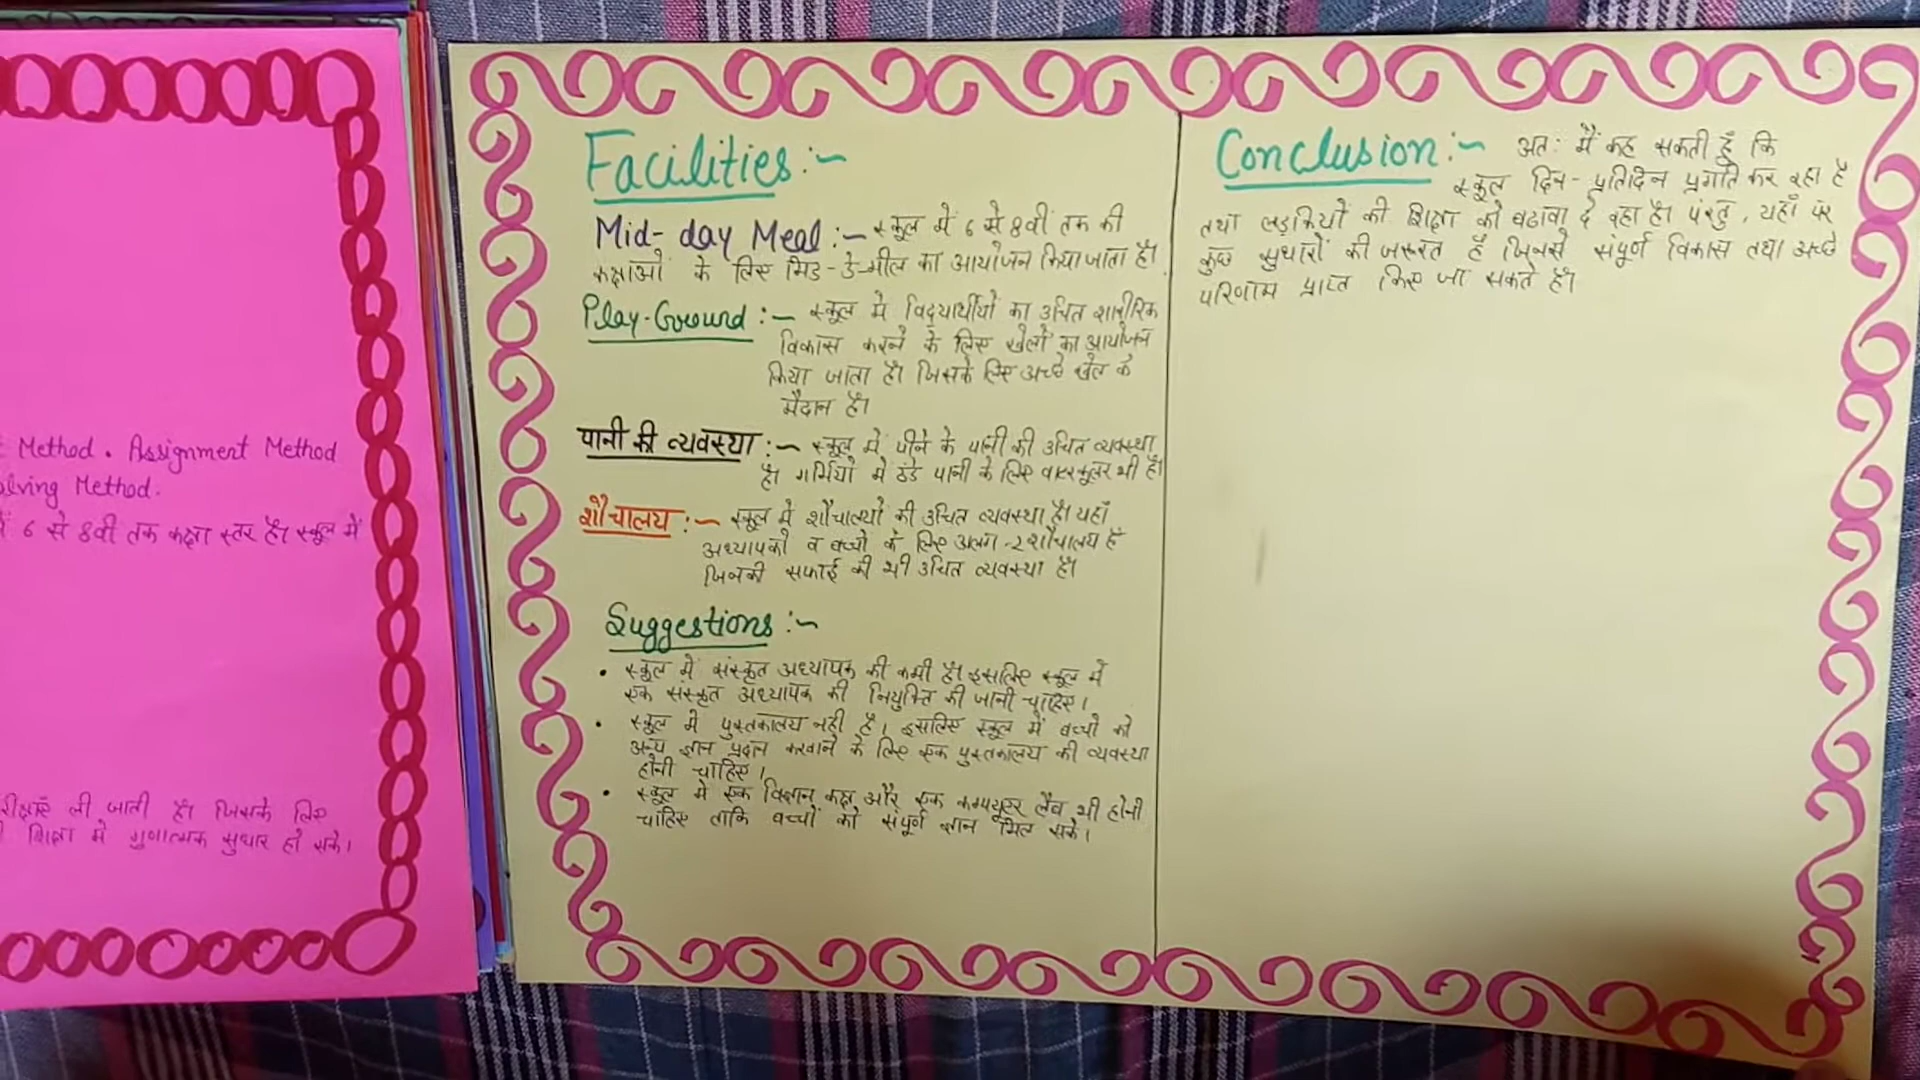 Method. Assignment Method
Method.
6 से 8वी तक कक्षा स्तर है। स्कूल में
ली जाती है। जिसके लिए
शिक्षा में गुणात्मक सुधार हो सके।
Facilities:-
Mid-day Meal:- स्कूल में 6 से 8वी तक की
कक्षाओं के लिए मिड-डे-मील का आयोजन किया जाता है।
Play-Ground:- स्कूल में विद्यार्थीयों का उचित शारीरिक
विकास करने के लिए खेलों का आयोजन
किया जाता है। जिसके लिए अच्छे खेल के
मैदान है।
पानी की व्यवस्था:- स्कूल में पीने के पानी की उचित व्यवस्था
है। गर्मियों में ठंडे पानी के लिए वाटरकूलर भी है।
शौचालय:- स्कूल में शौचाल्यों की उचित व्यवस्था है। यहाँ
अध्यापकों व बच्चों के लिए अलग-2 शौचालय है
जिनकी सफाई की भी उचित व्यवस्था है।
Suggestions:-
• स्कूल में संस्कृत अध्यापक की कमी है। इसलिए स्कूल में
एक संस्कृत अध्यापक की नियुक्ति की जानी चाहिए।
• स्कूल में पुस्तकालय नही है। इसलिए स्कूल में बच्चों को
अन्य ज्ञान प्रदान करवाने के लिए एक पुस्तकालय की व्यवस्था
होनी चाहिए।
• स्कूल में एक विज्ञान कक्ष और एक कम्पयूटर लैब भी होनी
चाहिए ताकि बच्चों को संपूर्ण ज्ञान मिल सके।
Conclusion:- अतः मैं कह सकती हूँ कि
स्कूल दिन-प्रतिदिन प्रगति कर रहा है
तथा लड़कियों की शिक्षा को बढावा दे रहा है। परंतु, यहाँ पर
कुछ सुधारों की जरूरत है जिनसे संपूर्ण विकास तथा अच्छे
परिणाम प्राप्त किए जा सकते है।